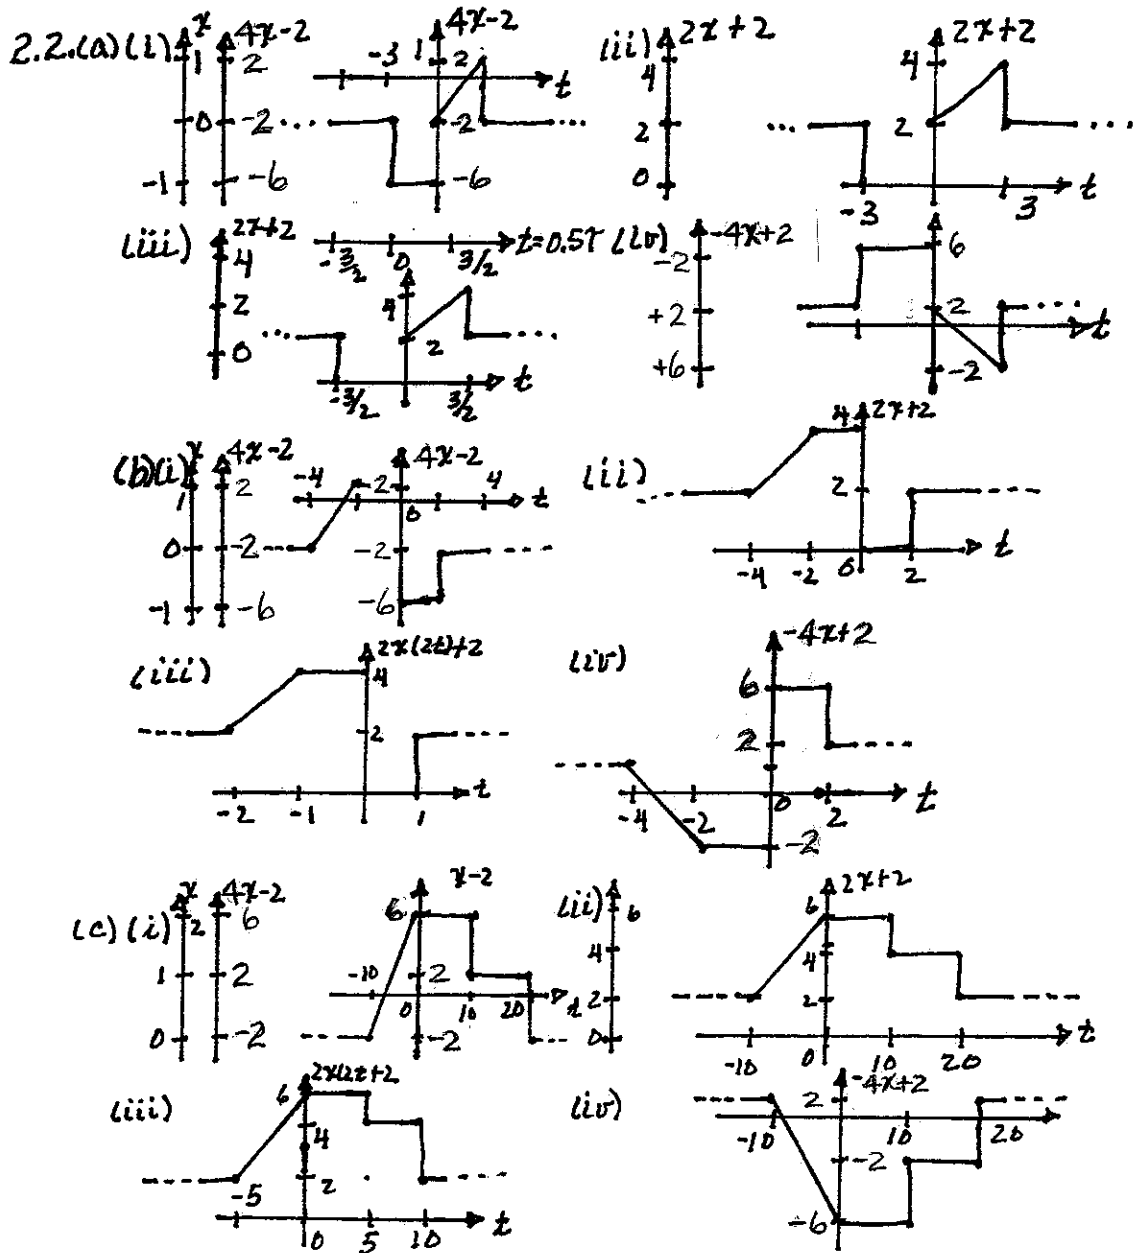 2.2.(a)(i) x 4x-2
1 2
0 -2
-1 -6
4x-2
-3 1 2 t
-2
-6
(ii) 2x+2
4
2
0
2x+2
4
2
-3 3 t
(iii) 2x+2
4
2
0
-3/2 0 3/2 t=0.5τ
4
2
-3/2 3/2 t
(iv) -4x+2
-2
+2
+6
6
2
t
-2
(b)(i) x 4x-2
1 2
0 -2
-1 -6
4x-2
-4 2 0 4 t
-2
-6
(ii) 4 2x+2
2
-4 -2 0 2 t
(iii) 2x(2t)+2
4
2
-2 -1 1 t
(iv) -4x+2
6
2
-4 -2 0 2 t
-2
(c)(i) x 4x-2
2 6
1 2
0 -2
x-2
6
-10 2
0 10 20 t
-2
(ii) 6
4
2
0
2x+2
6
4
2
-10 0 10 20 t
(iii) 2x(2t+2
6
4
2
-5 0 5 10 t
(iv) -4x+2
2
-10 10 20
-2
-6